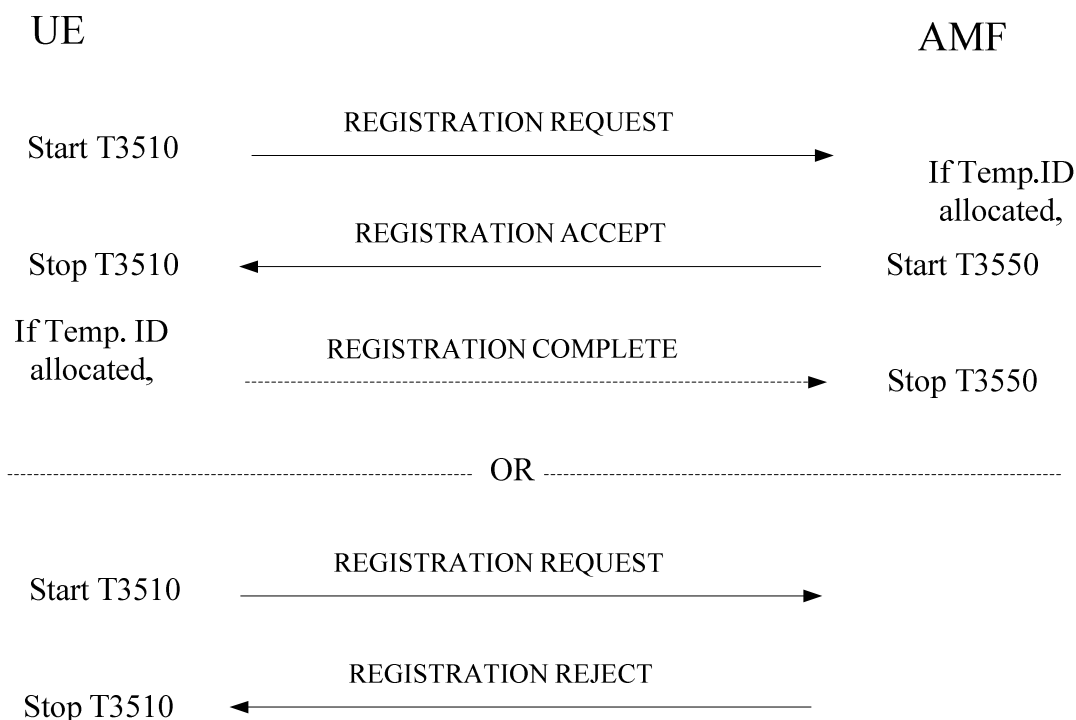 UE
AMF
REGISTRATION REQUEST
Start T3510
If Temp.ID
allocated,
REGISTRATION ACCEPT
Stop T3510
Start T3550
If Temp. ID
allocated,
REGISTRATION COMPLETE
Stop T3550
OR
REGISTRATION REQUEST
Start T3510
REGISTRATION REJECT
Stop T3510